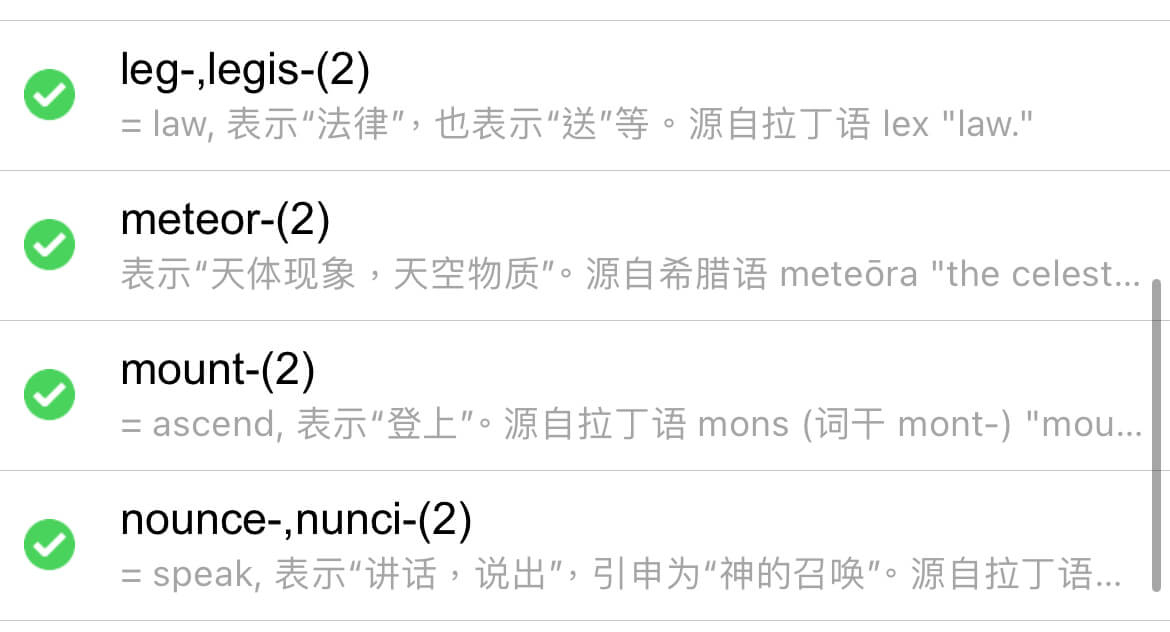 leg-,legis-(2)
= law, 表示“法律”，也表示“送”等。源自拉丁语 lex "law."
meteor-(2)
表示“天体现象，天空物质”。源自希腊语 meteōra "the celest...
mount-(2)
= ascend, 表示“登上”。源自拉丁语 mons (词干 mont-) "mou...
nounce-,nunci-(2)
= speak, 表示“讲话，说出”，引申为“神的召唤”。源自拉丁语...